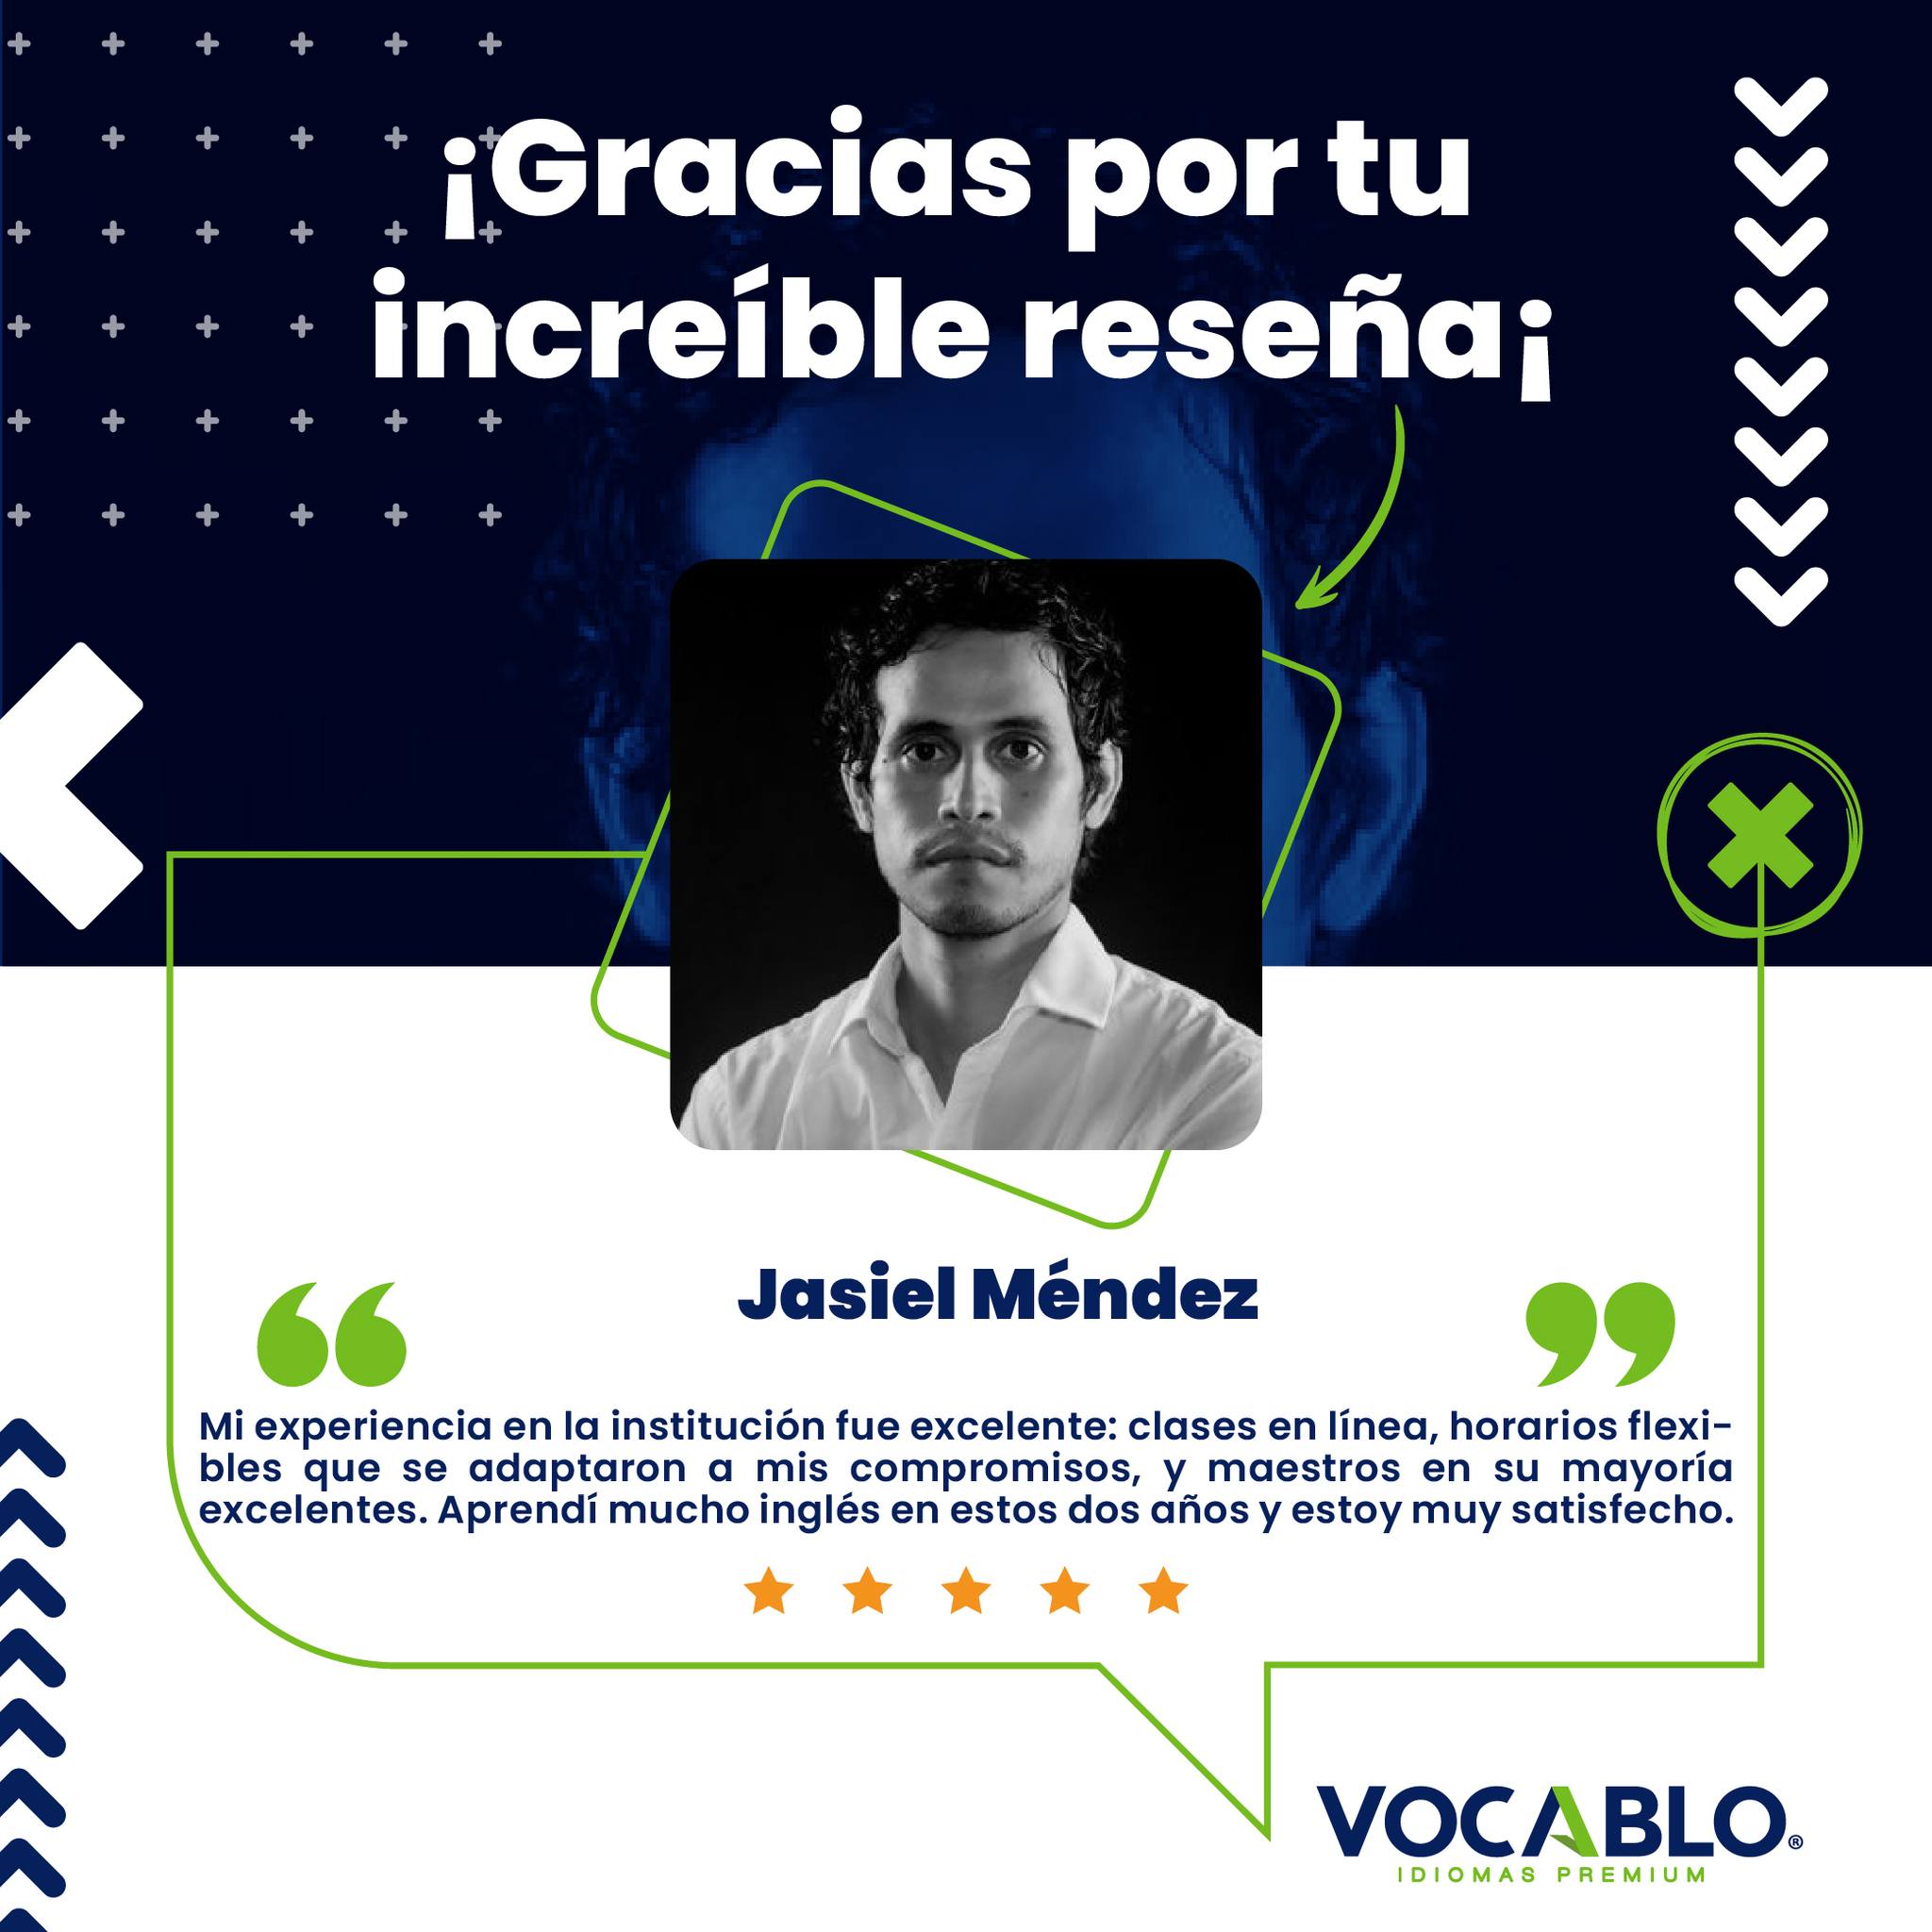 ¡Gracias por tu
increíble reseña¡
Jasiel Méndez
Mi experiencia en la institución fue excelente: clases en línea, horarios flexi-
bles que se adaptaron a mis compromisos, y maestros en su mayoría
excelentes. Aprendí mucho inglés en estos dos años y estoy muy satisfecho.
VOCABLO®
IDIOMAS PREMIUM